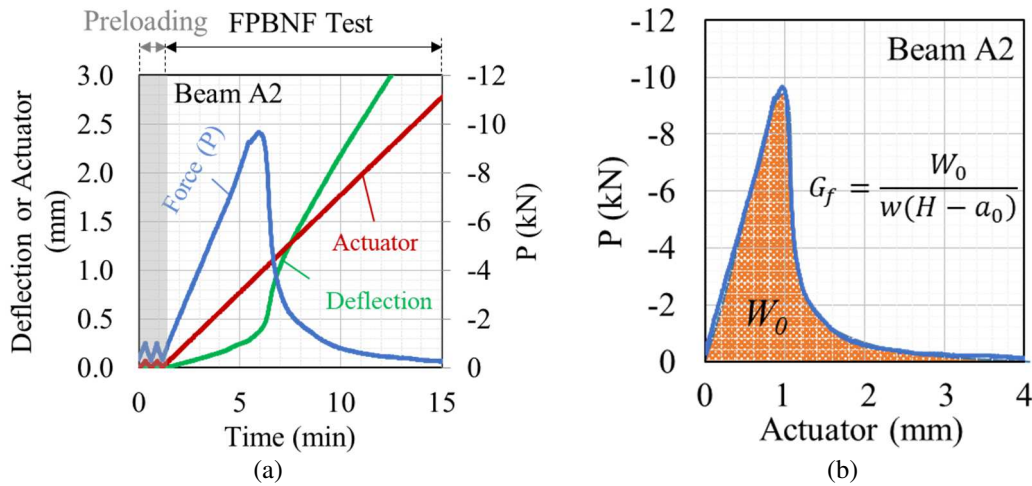 Preloading FPBNF Test
3.0
2.5
2.0
1.5
1.0
0.5
0.0
Deflection or Actuator
(mm)
Beam A2
Force (P)
Actuator
Deflection
-12
-10
-8
-6
-4
-2
0
P (kN)
0 5 10 15
Time (min)
(a)
-12
-10
-8
-6
-4
-2
0
P (kN)
Beam A2
G_f = W_0 / w(H − a_0)
W_0
0 1 2 3 4
Actuator (mm)
(b)